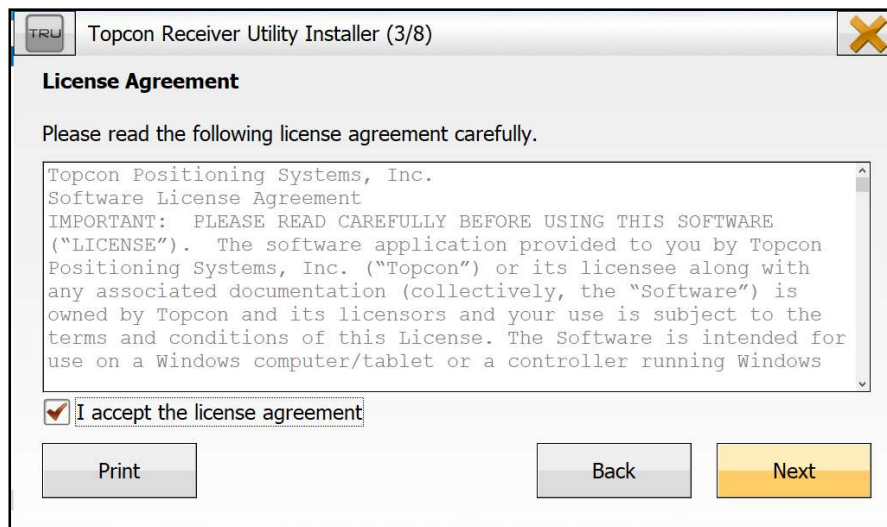 TRU
Topcon Receiver Utility Installer (3/8)
License Agreement
Please read the following license agreement carefully.
Topcon Positioning Systems, Inc.
Software License Agreement
IMPORTANT:  PLEASE READ CAREFULLY BEFORE USING THIS SOFTWARE
(“LICENSE”).  The software application provided to you by Topcon
Positioning Systems, Inc. (“Topcon”) or its licensee along with
any associated documentation (collectively, the “Software”) is
owned by Topcon and its licensors and your use is subject to the
terms and conditions of this License. The Software is intended for
use on a Windows computer/tablet or a controller running Windows
I accept the license agreement
Print
Back
Next